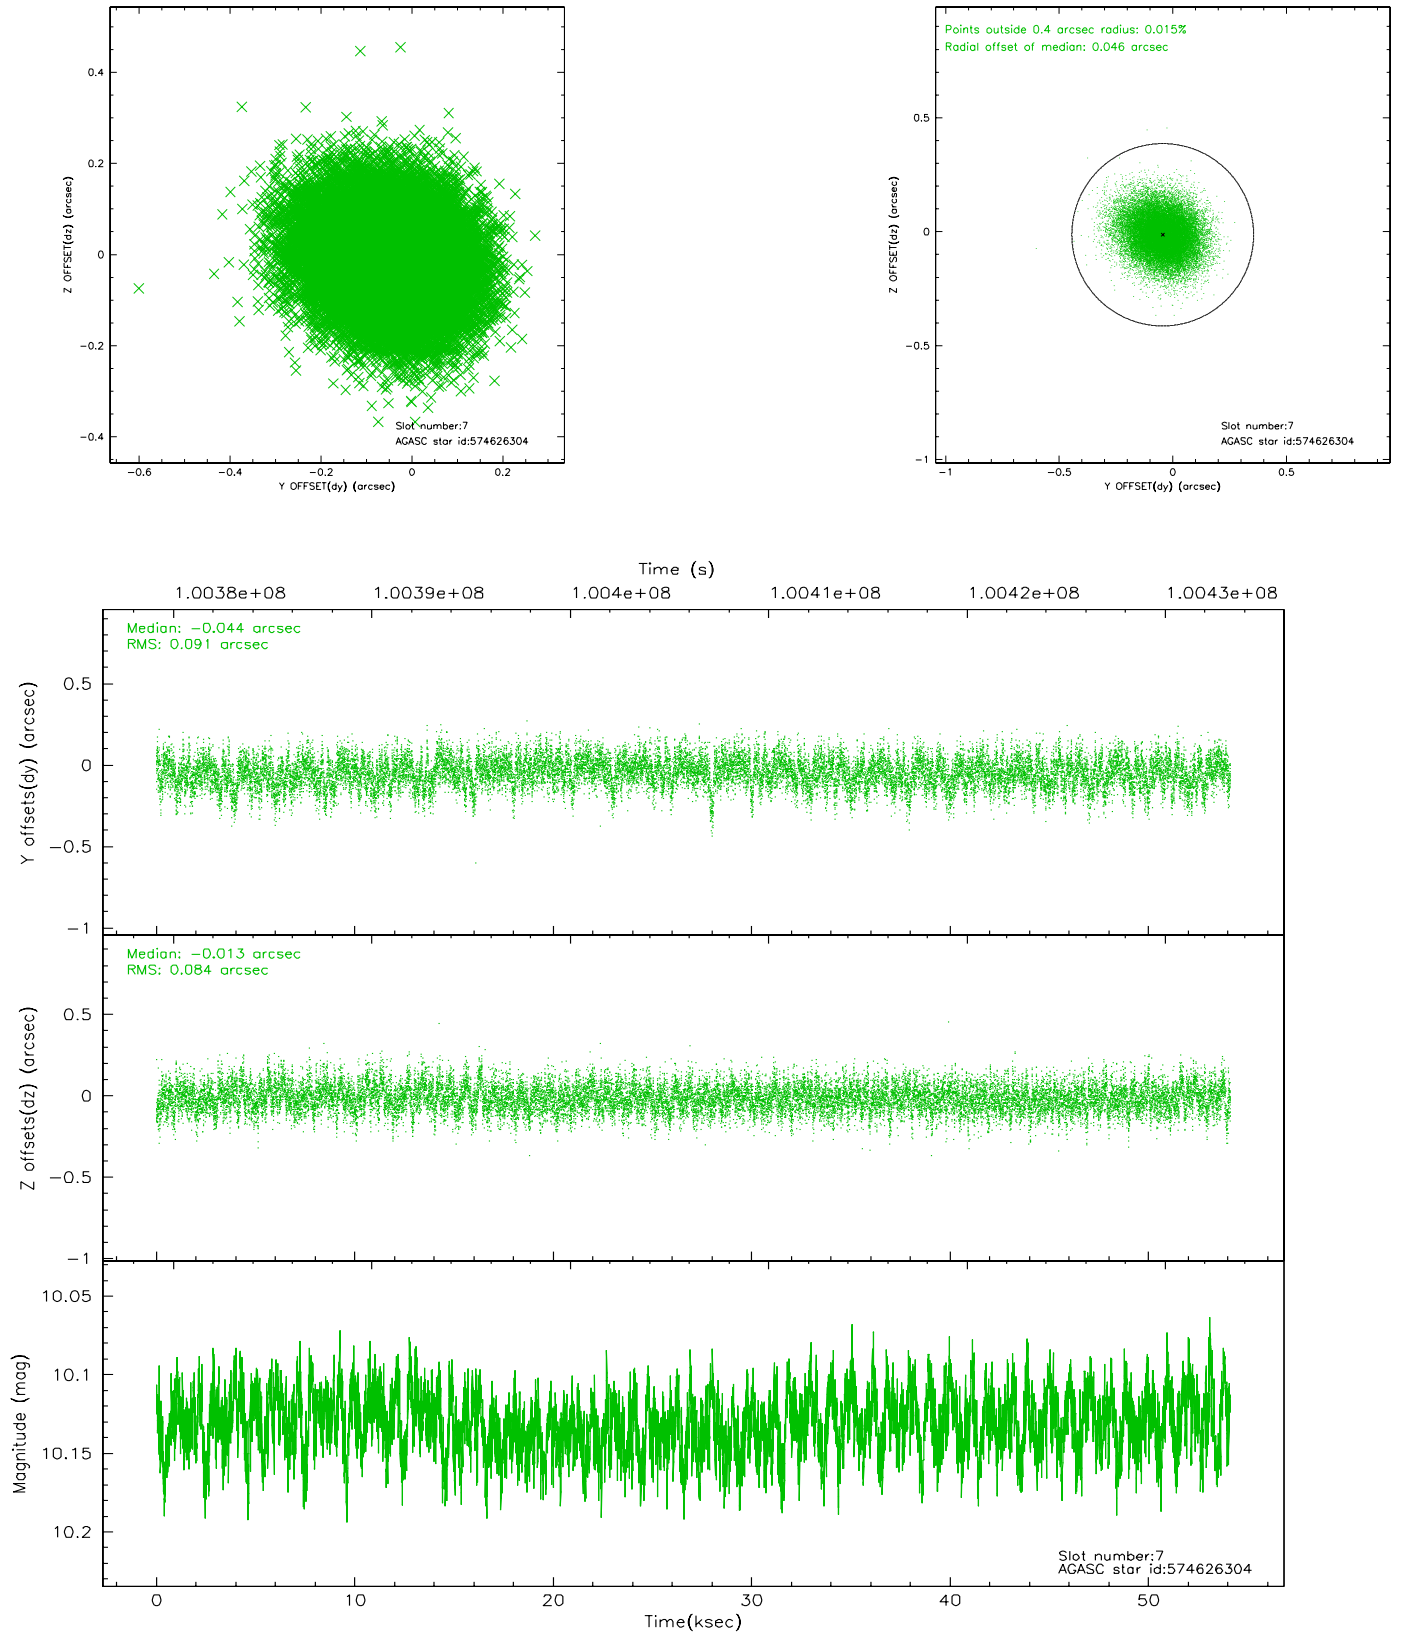 0.4
0.2
0
−0.2
−0.4
Z OFFSET(dz) (arcsec)
Slot number:7
AGASC star id:574626304
−0.6
−0.4
−0.2
0
0.2
Y OFFSET(dy) (arcsec)
Points outside 0.4 arcsec radius: 0.015%
Radial offset of median: 0.046 arcsec
0.5
0
−0.5
−1
Z OFFSET(dz) (arcsec)
Slot number:7
AGASC star id:574626304
−1
−0.5
0
0.5
Y OFFSET(dy) (arcsec)
Time (s)
1.0038e+08
1.0039e+08
1.004e+08
1.0041e+08
1.0042e+08
1.0043e+08
Median: −0.044 arcsec
RMS: 0.091 arcsec
0.5
0
−0.5
−1
Y offsets(dy) (arcsec)
Median: −0.013 arcsec
RMS: 0.084 arcsec
0.5
0
−0.5
−1
Z offsets(dz) (arcsec)
10.05
10.1
10.15
10.2
Magnitude (mag)
Slot number:7
AGASC star id:574626304
0
10
20
30
40
50
Time(ksec)